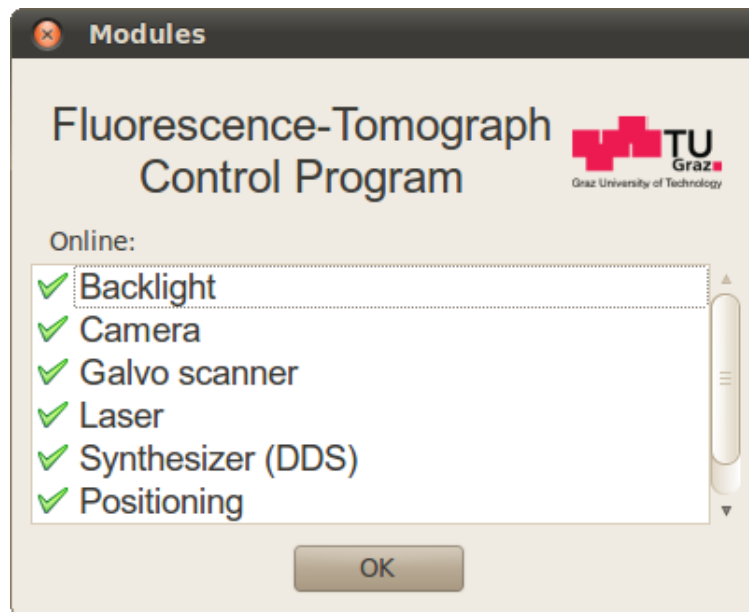 Modules
Fluorescence-Tomograph
Control Program
TU
Graz
Graz University of Technology
Online:
Backlight
Camera
Galvo scanner
Laser
Synthesizer (DDS)
Positioning
OK